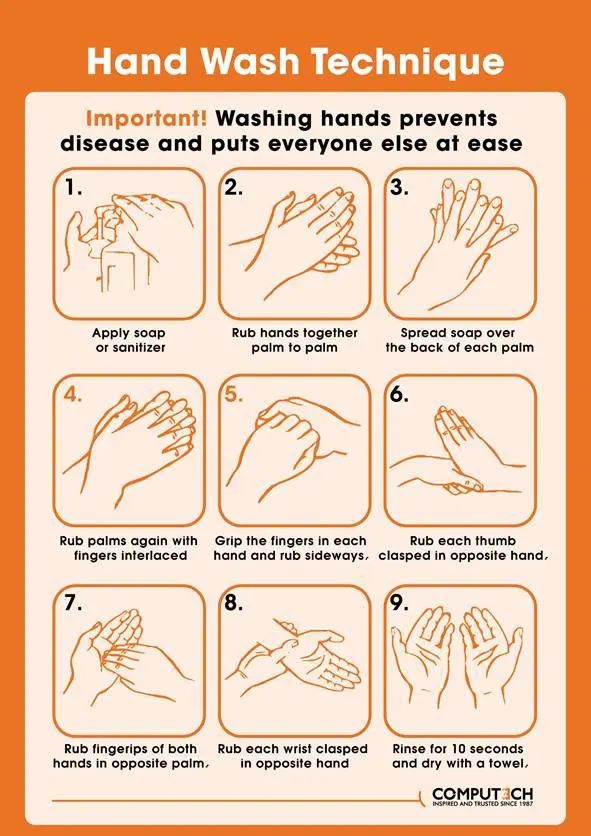 Hand Wash Technique
Important! Washing hands prevents
disease and puts everyone else at ease
1.
Apply soap
or sanitizer
2.
Rub hands together
palm to palm
3.
Spread soap over
the back of each palm
4.
Rub palms again with
fingers interlaced
5.
Grip the fingers in each
hand and rub sideways,
6.
Rub each thumb
clasped in opposite hand,
7.
Rub fingerips of both
hands in opposite palm,
8.
Rub each wrist clasped
in opposite hand
9.
Rinse for 10 seconds
and dry with a towel,
COMPUTECH
INSPIRED AND TRUSTED SINCE 1987